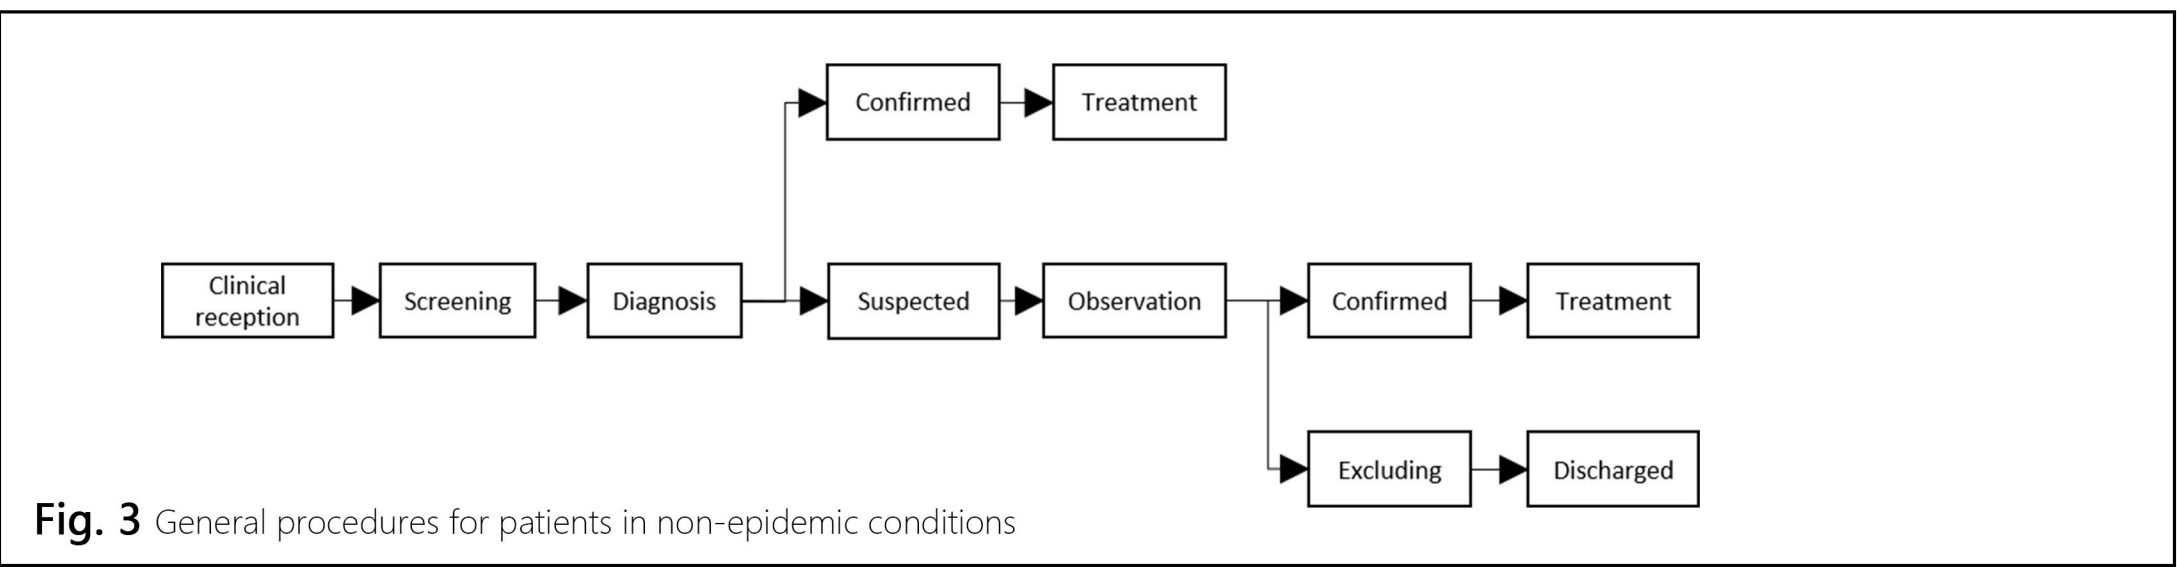 Confirmed
Treatment
Clinical
reception
Screening
Diagnosis
Suspected
Observation
Confirmed
Treatment
Excluding
Discharged
Fig. 3 General procedures for patients in non-epidemic conditions